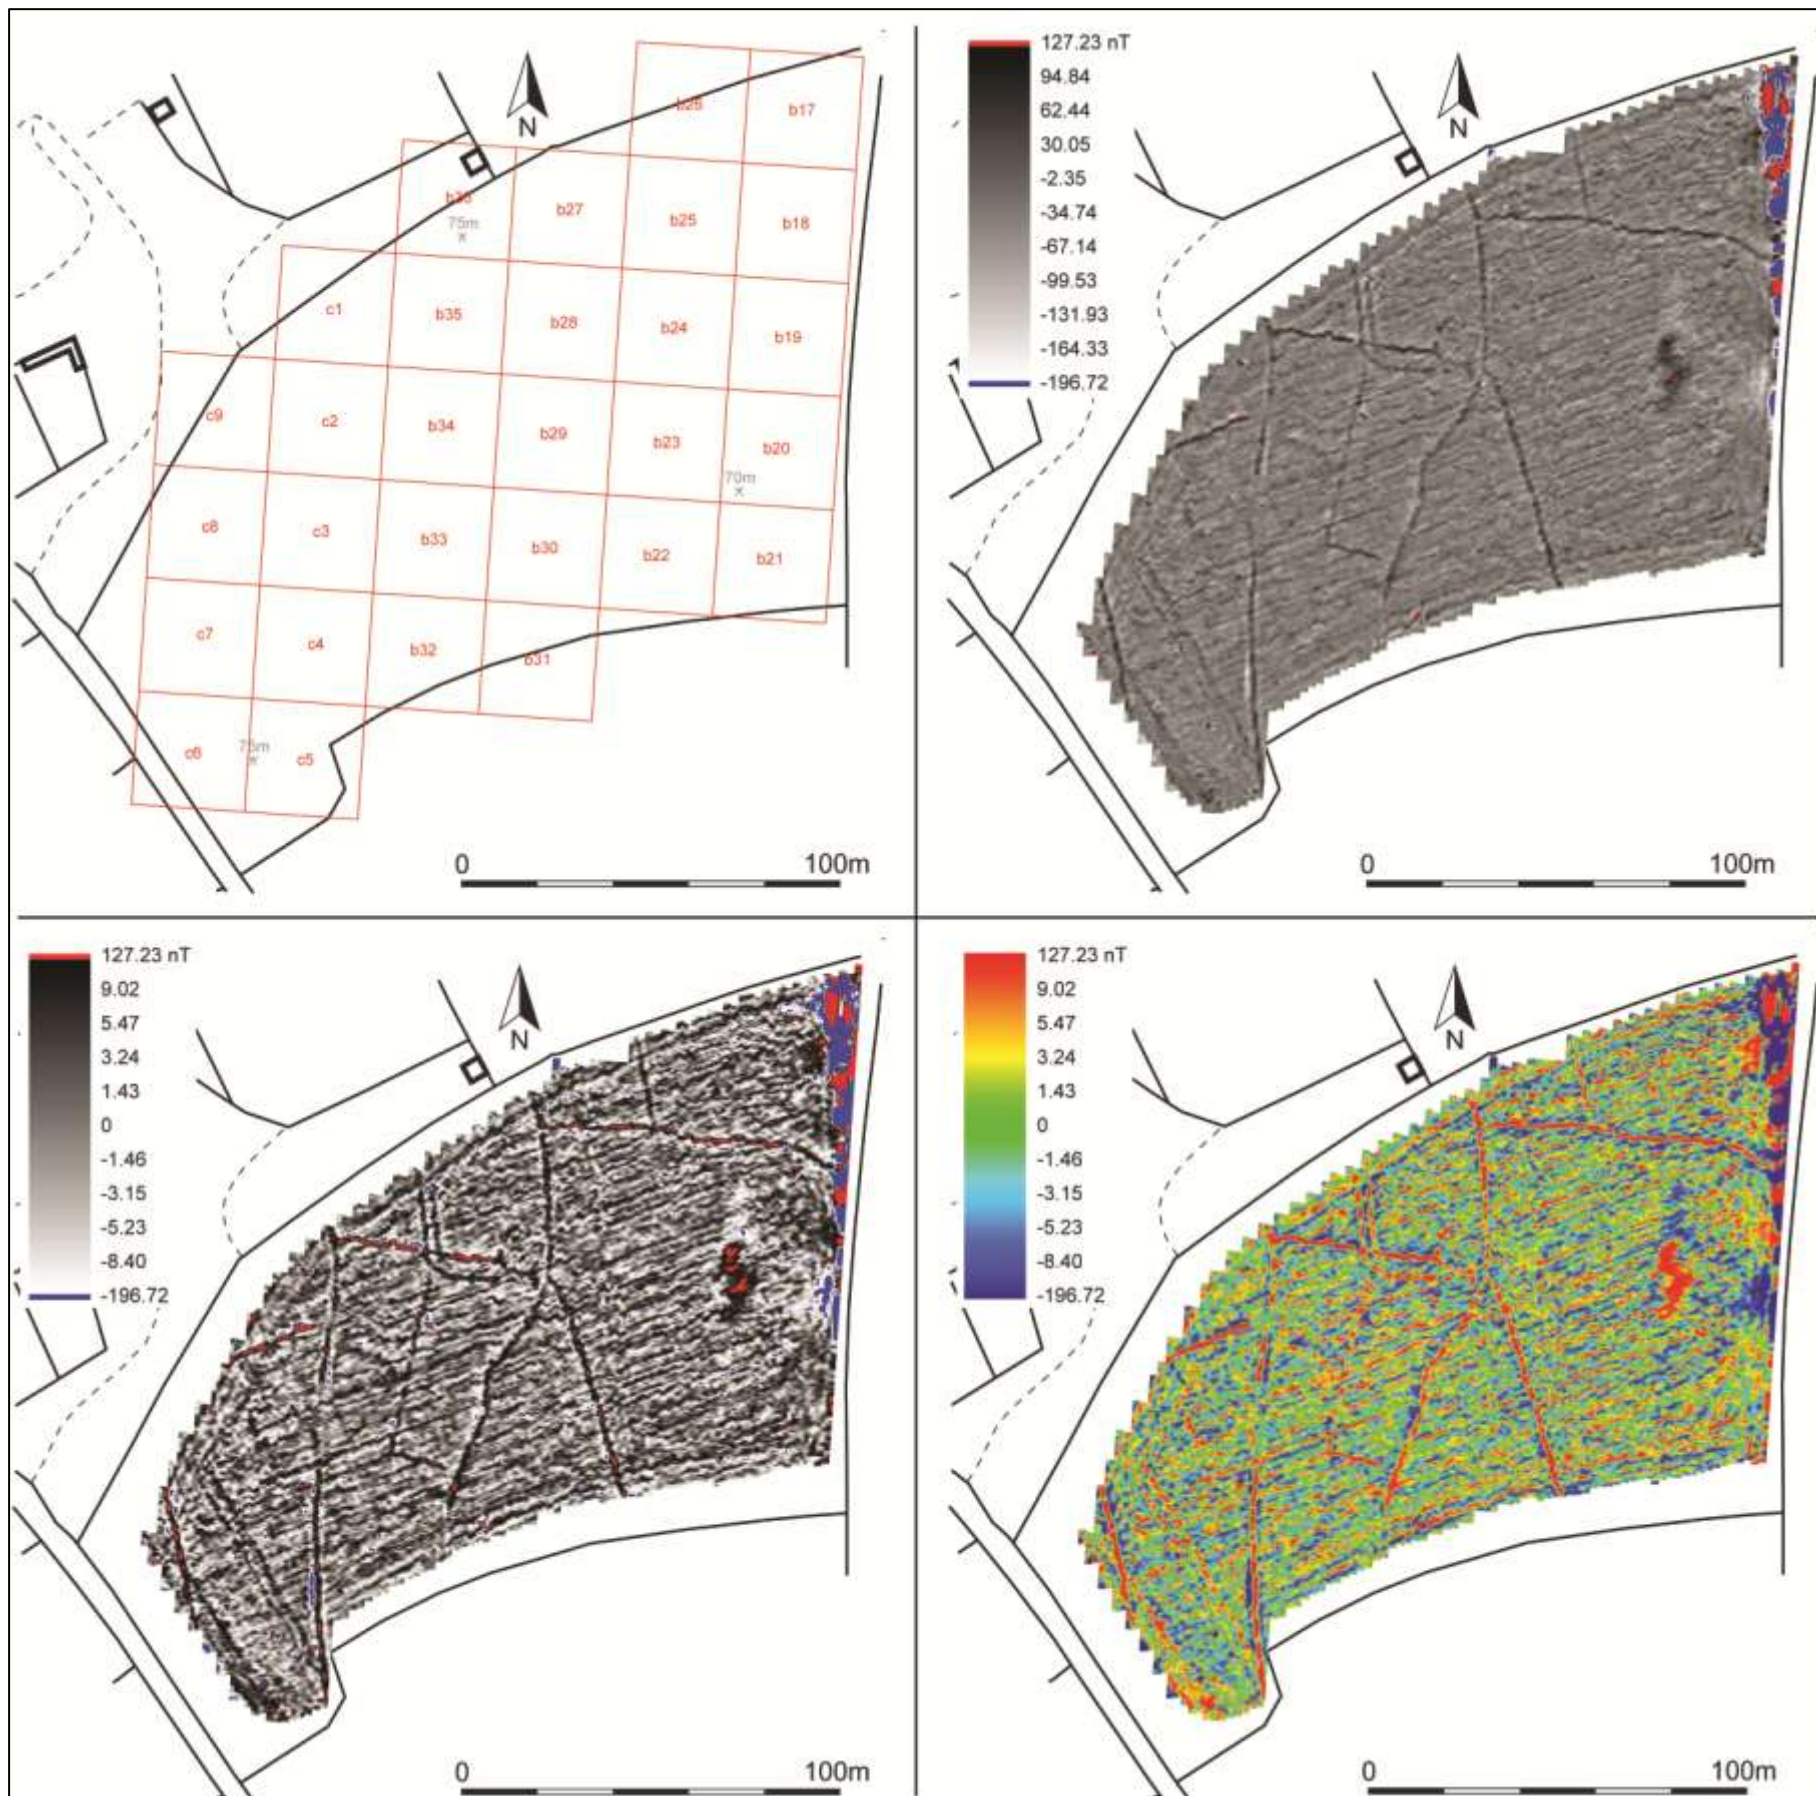 N
b26 b17
b36 b27 b25 b18
75m
c1 b35 b28 b24 b19
c9 c2 b34 b29 b23 b20
70m
c8 c3 b33 b30 b22 b21
c7 c4 b32 b31
c6 75m c5
0 100m
127.23 nT
94.84
62.44
30.05
-2.35
-34.74
-67.14
-99.53
-131.93
-164.33
-196.72
N
0 100m
127.23 nT
9.02
5.47
3.24
1.43
0
-1.46
-3.15
-5.23
-8.40
-196.72
N
0 100m
127.23 nT
9.02
5.47
3.24
1.43
0
-1.46
-3.15
-5.23
-8.40
-196.72
N
0 100m